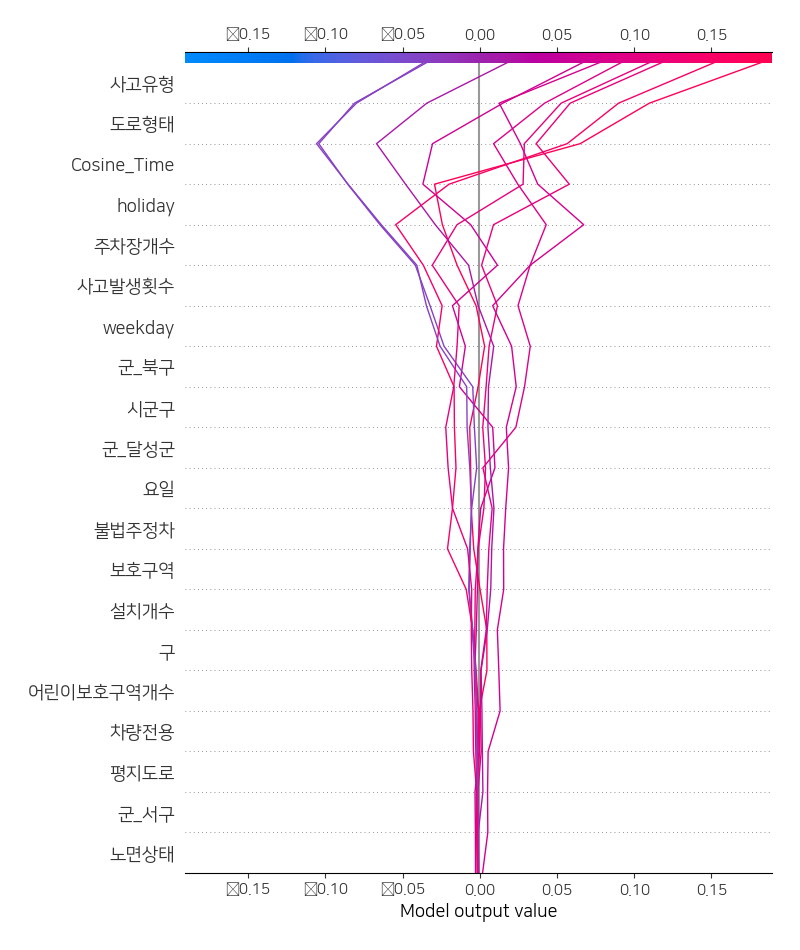 0.15 0.10 0.05 0.00 0.05 0.10 0.15
사고유형
도로형태
Cosine_Time
holiday
주차장개수
사고발생횟수
weekday
군_북구
시군구
군_달성군
요일
불법주정차
보호구역
설치개수
구
어린이보호구역개수
차량전용
평지도로
군_서구
노면상태
0.15 0.10 0.05 0.00 0.05 0.10 0.15
Model output value